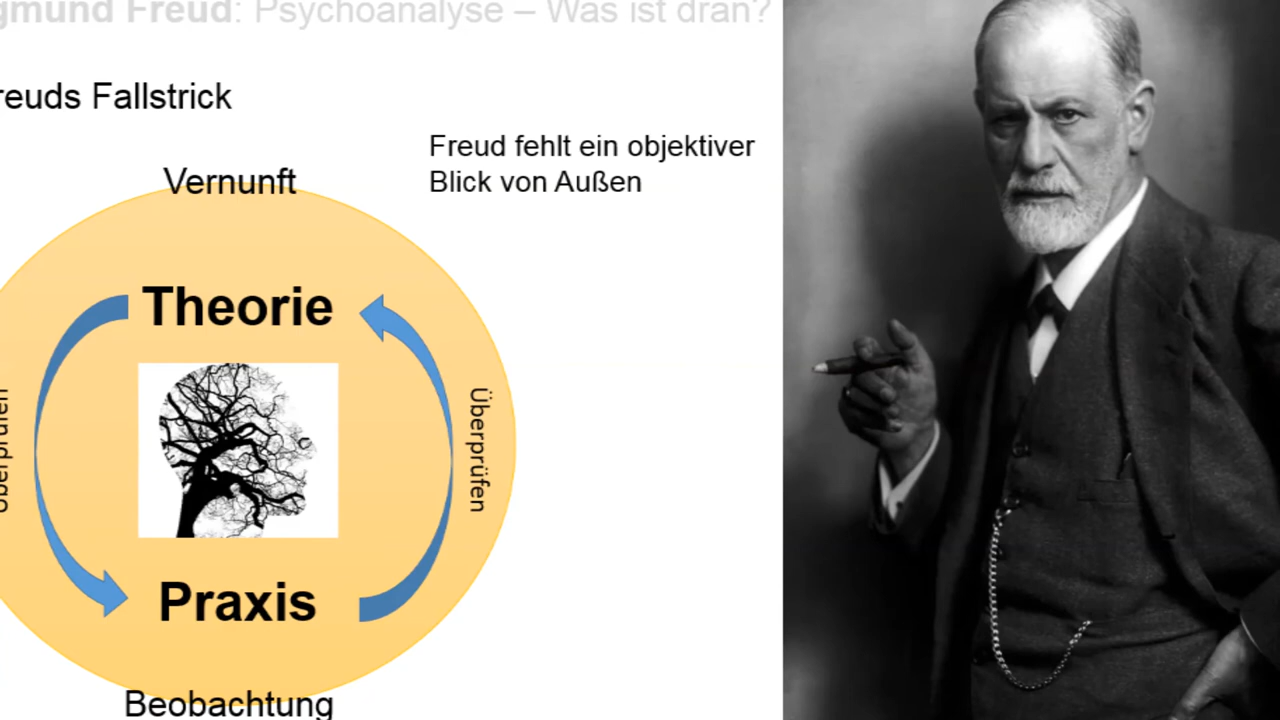 gmund Freud: Psychoanalyse – Was ist dran?
reuds Fallstrick
Freud fehlt ein objektiver
Blick von Außen
Vernunft
Theorie
Überprüfen
Überprüfen
Praxis
Beobachtung